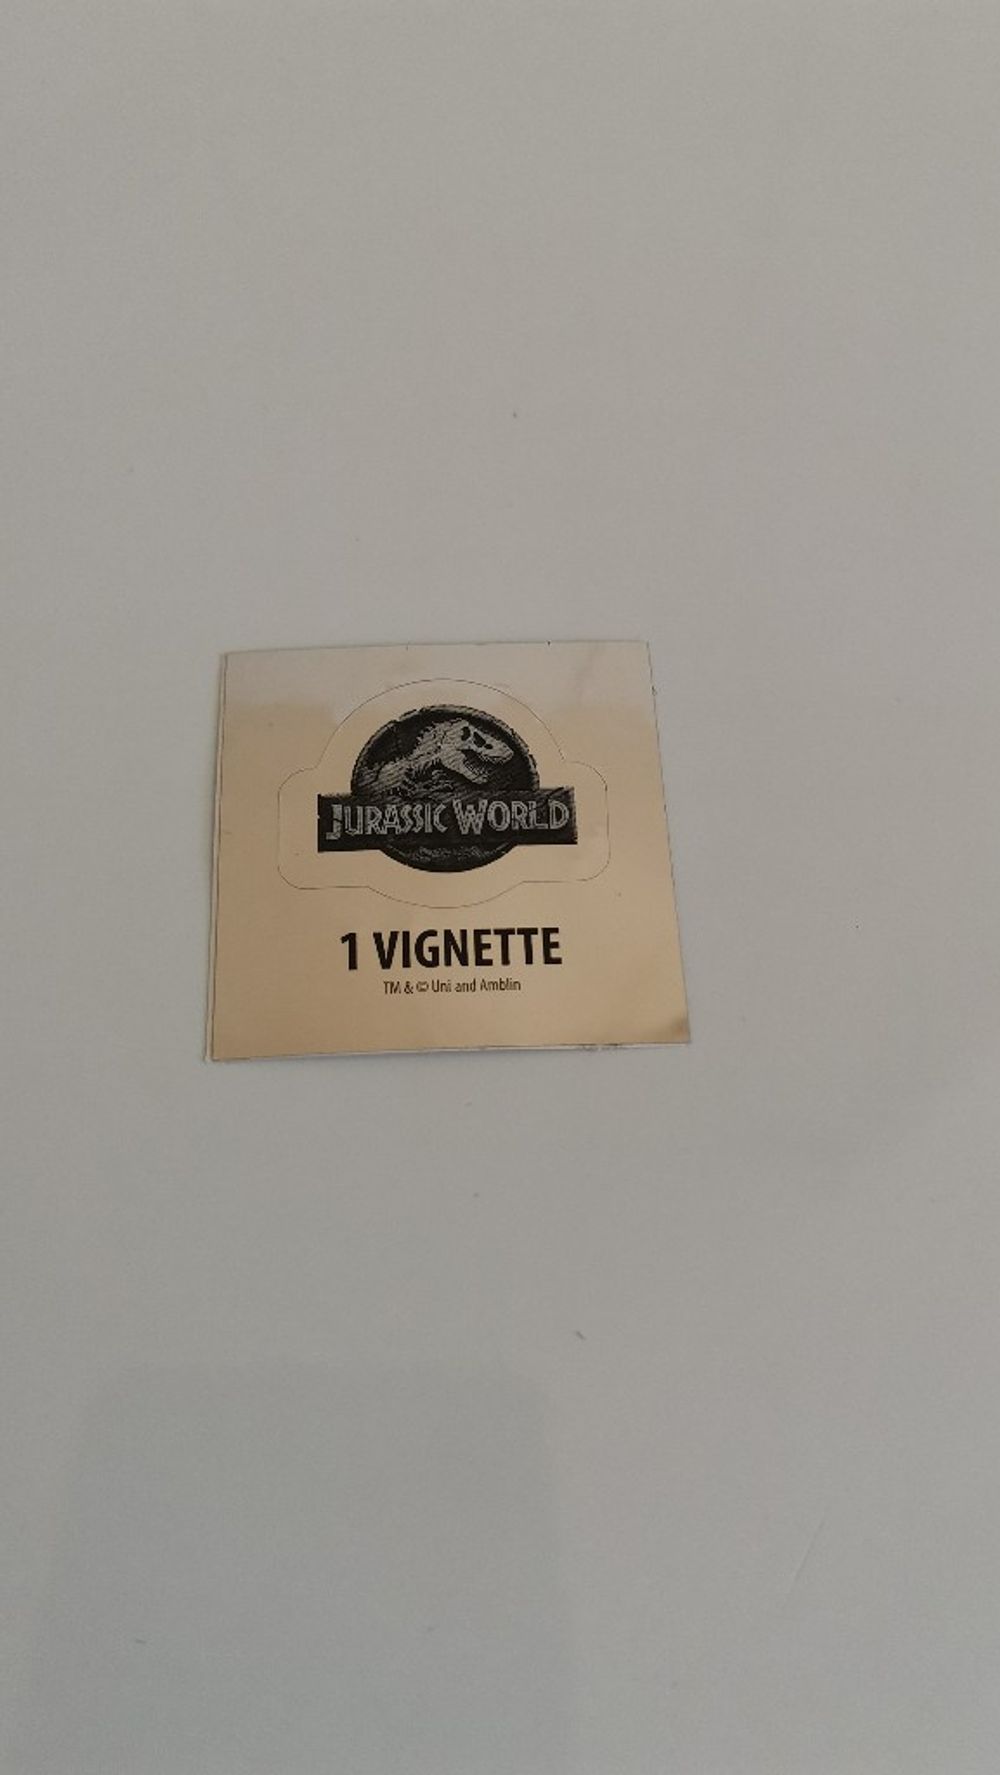 JURASSIC WORLD
1 VIGNETTE
TM & © Uni and Amblin